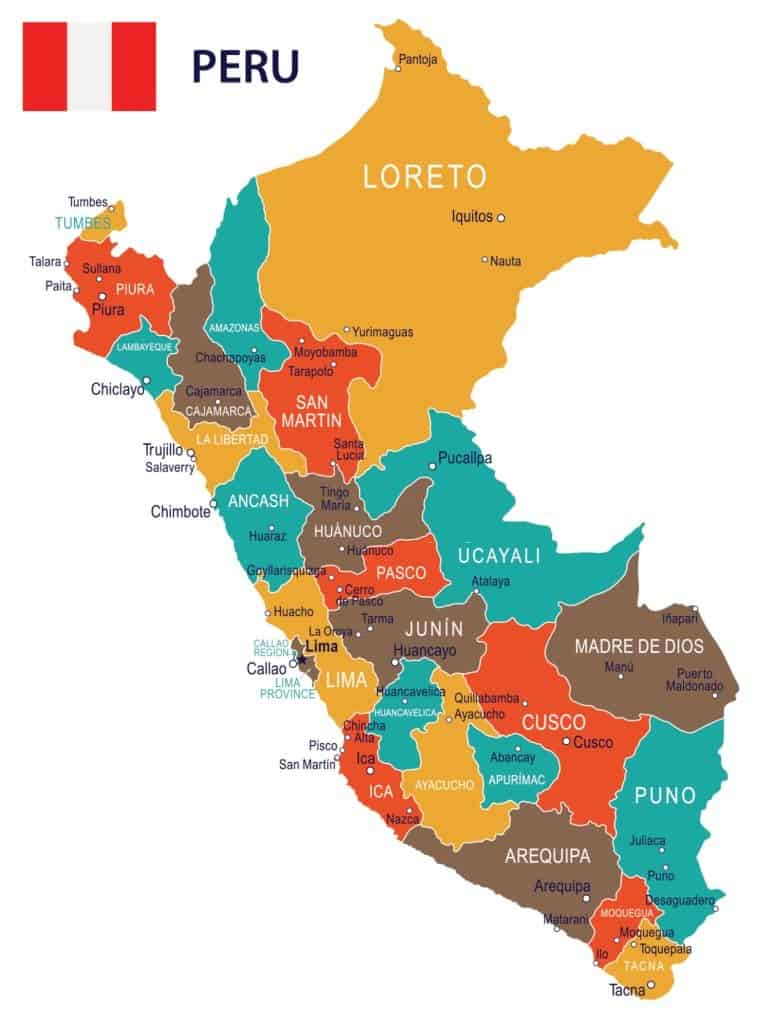 PERU
Pantoja
LORETO
Iquitos
Nauta
Tumbes
TUMBES
Talara
Sullana
Paita
PIURA
Piura
AMAZONAS
Yurimaguas
LAMBAYEQUE
Chachapoyas
Moyobamba
Tarapoto
Chiclayo
Cajamarca
CAJAMARCA
SAN
MARTIN
LA LIBERTAD
Trujillo
Salaverry
Santa
Lucia
Pucallpa
Chimbote
ANCASH
Tingo
Maria
HUÀNUCO
Huaraz
Huánuco
UCAYALI
Goyllarisquizga
PASCO
Atalaya
Cerro
de Pasco
Huacho
Tarma
La Oroya
JUNÍN
Iñapari
CALLAO
REGION
Lima
Callao
Huancayo
MADRE DE DIOS
LIMA
PROVINCE
LIMA
Manú
Puerto
Maldonado
Huancavelica
HUANCAVELICA
Quillabamba
Ayacucho
CUSCO
Cusco
Chincha
Alta
Pisco
San Martin
Ica
Abancay
APURÍMAC
AYACUCHO
ICA
PUNO
Nazca
Juliaca
AREQUIPA
Puno
Arequipa
Desaguadero
MOQUEGUA
Matarani
Moquegua
Toquepala
Ilo
TACNA
Tacna